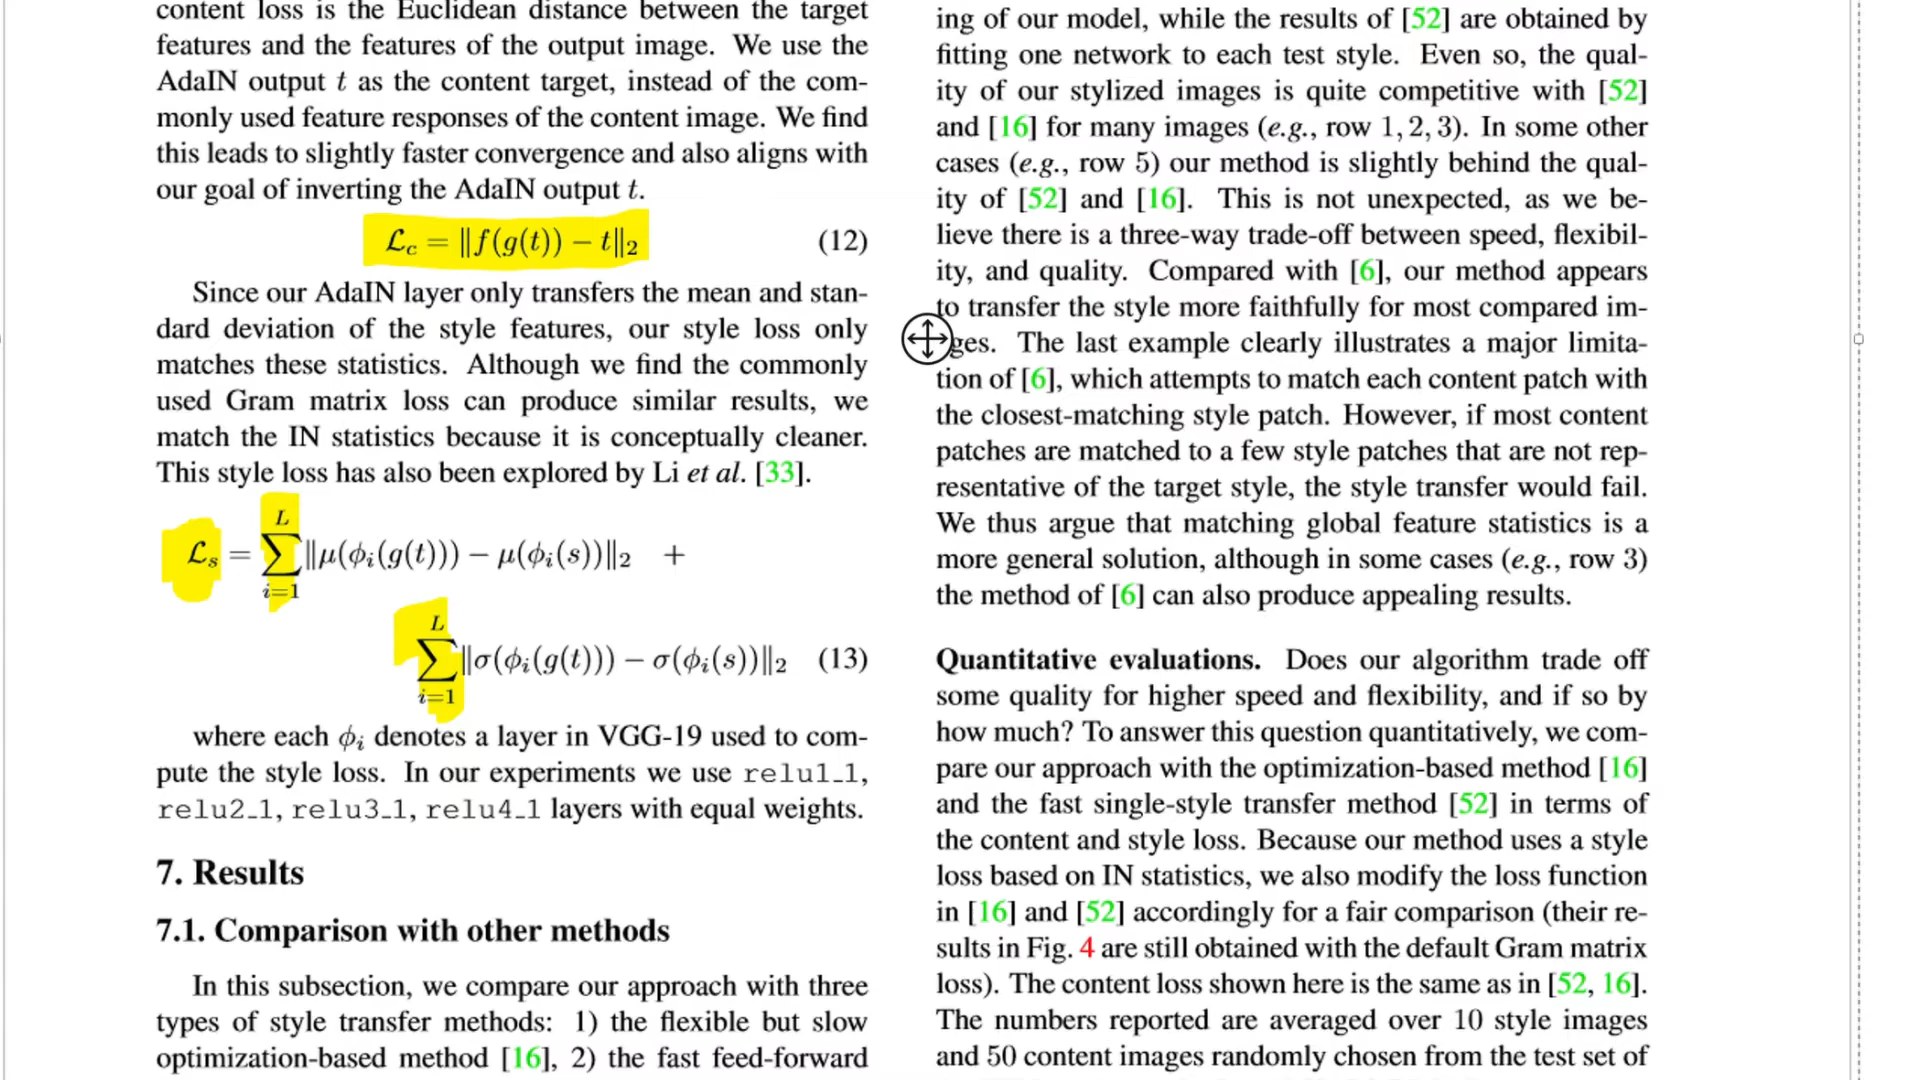 content loss is the Euclidean distance between the target
features and the features of the output image. We use the
AdaIN output t as the content target, instead of the com-
monly used feature responses of the content image. We find
this leads to slightly faster convergence and also aligns with
our goal of inverting the AdaIN output t.
ℒc = ‖f(g(t)) − t‖₂ (12)
Since our AdaIN layer only transfers the mean and stan-
dard deviation of the style features, our style loss only
matches these statistics. Although we find the commonly
used Gram matrix loss can produce similar results, we
match the IN statistics because it is conceptually cleaner.
This style loss has also been explored by Li et al. [33].
ℒs = ∑_{i=1}^{L} ‖μ(ϕi(g(t))) − μ(ϕi(s))‖₂ +
∑_{i=1}^{L} ‖σ(ϕi(g(t))) − σ(ϕi(s))‖₂ (13)
where each ϕi denotes a layer in VGG-19 used to com-
pute the style loss. In our experiments we use relu1_1,
relu2_1, relu3_1, relu4_1 layers with equal weights.
7. Results
7.1. Comparison with other methods
In this subsection, we compare our approach with three
types of style transfer methods: 1) the flexible but slow
optimization-based method [16], 2) the fast feed-forward
ing of our model, while the results of [52] are obtained by
fitting one network to each test style. Even so, the qual-
ity of our stylized images is quite competitive with [52]
and [16] for many images (e.g., row 1, 2, 3). In some other
cases (e.g., row 5) our method is slightly behind the qual-
ity of [52] and [16]. This is not unexpected, as we be-
lieve there is a three-way trade-off between speed, flexibil-
ity, and quality. Compared with [6], our method appears
to transfer the style more faithfully for most compared im-
ges. The last example clearly illustrates a major limita-
tion of [6], which attempts to match each content patch with
the closest-matching style patch. However, if most content
patches are matched to a few style patches that are not rep-
resentative of the target style, the style transfer would fail.
We thus argue that matching global feature statistics is a
more general solution, although in some cases (e.g., row 3)
the method of [6] can also produce appealing results.
Quantitative evaluations. Does our algorithm trade off
some quality for higher speed and flexibility, and if so by
how much? To answer this question quantitatively, we com-
pare our approach with the optimization-based method [16]
and the fast single-style transfer method [52] in terms of
the content and style loss. Because our method uses a style
loss based on IN statistics, we also modify the loss function
in [16] and [52] accordingly for a fair comparison (their re-
sults in Fig. 4 are still obtained with the default Gram matrix
loss). The content loss shown here is the same as in [52, 16].
The numbers reported are averaged over 10 style images
and 50 content images randomly chosen from the test set of